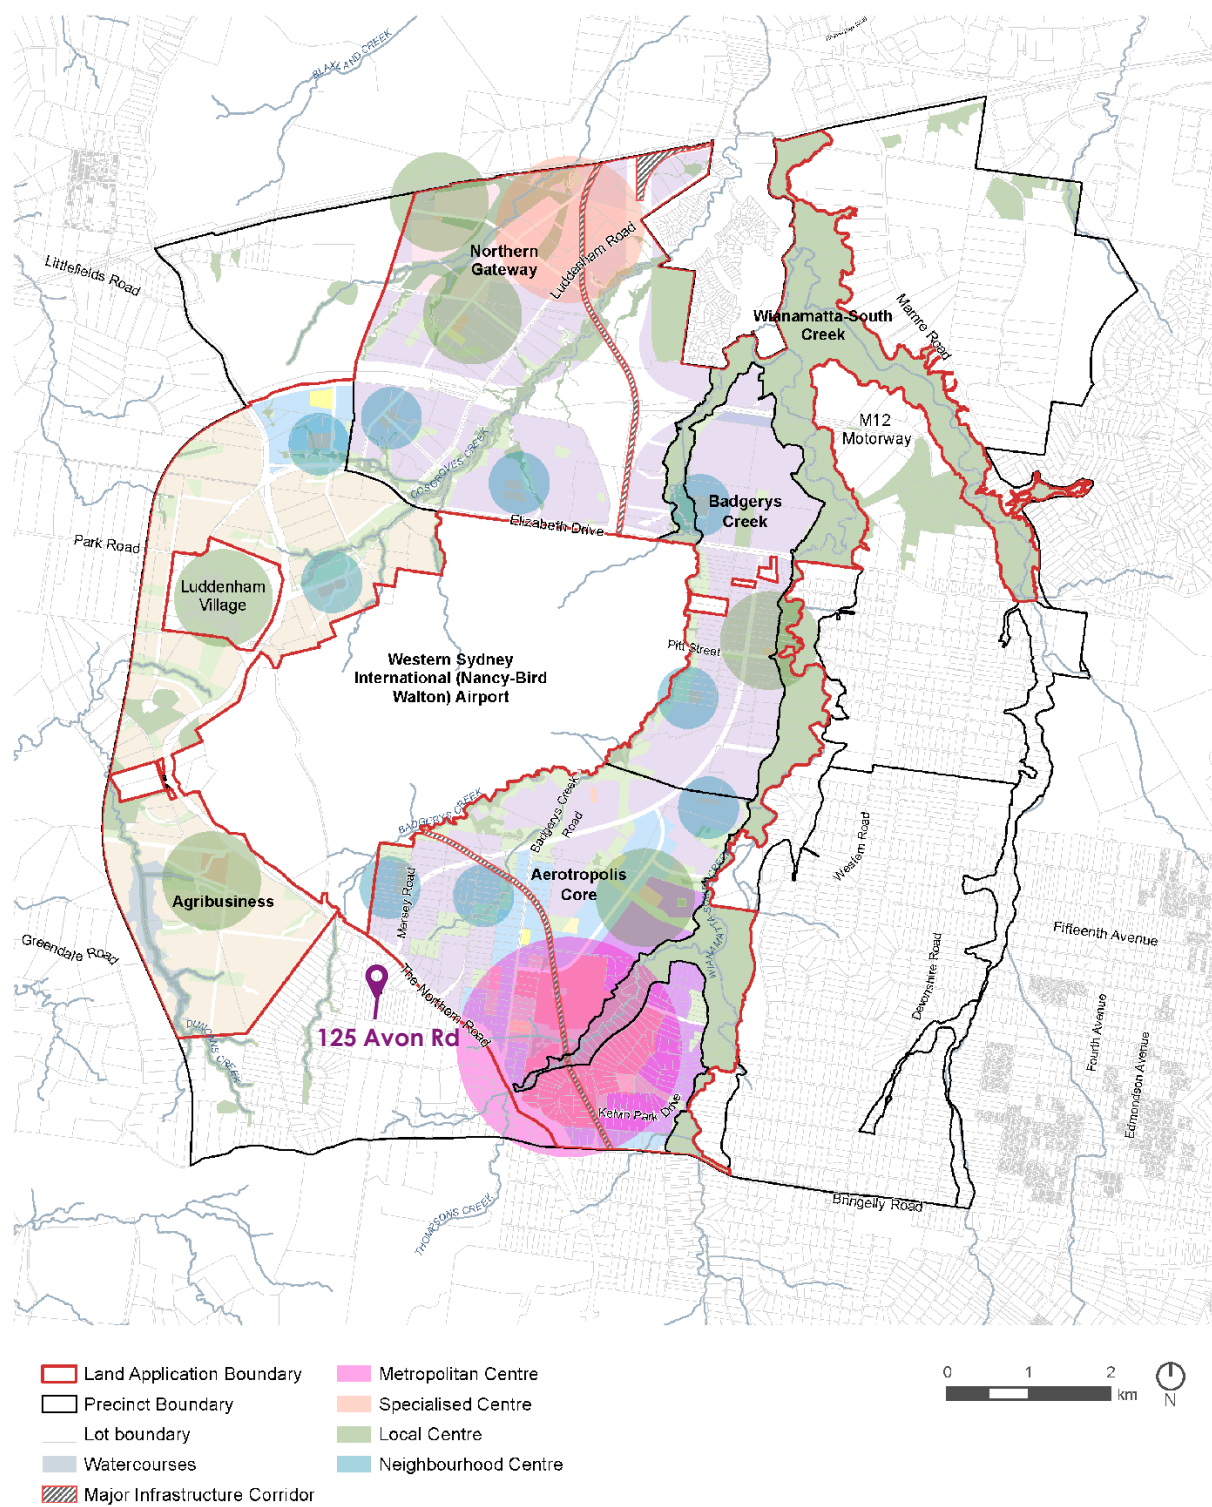 BLAXLAND CREEK
Littlefields Road
Northern
Gateway
Luddenham Road
Wianamatta-South
Creek
Mamre Road
M12
Motorway
COSGROVES CREEK
Badgerys
Creek
Elizabeth Drive
Park Road
Luddenham
Village
Pitt Street
Western Sydney
International (Nancy-Bird
Walton) Airport
BADGERYS CREEK
Badgerys Creek
Road
Aerotropolis
Core
Mersey Road
Western Road
Agribusiness
Greendale Road
The Northern Road
125 Avon Rd
DUNCANS CREEK
Devonshire Road
Fifteenth Avenue
Fourth Avenue
Edmondson Avenue
Kelvin Park Drive
THOMPSONS CREEK
Bringelly Road
Land Application Boundary
Precinct Boundary
Lot boundary
Watercourses
Major Infrastructure Corridor
Metropolitan Centre
Specialised Centre
Local Centre
Neighbourhood Centre
0 1 2
km
N